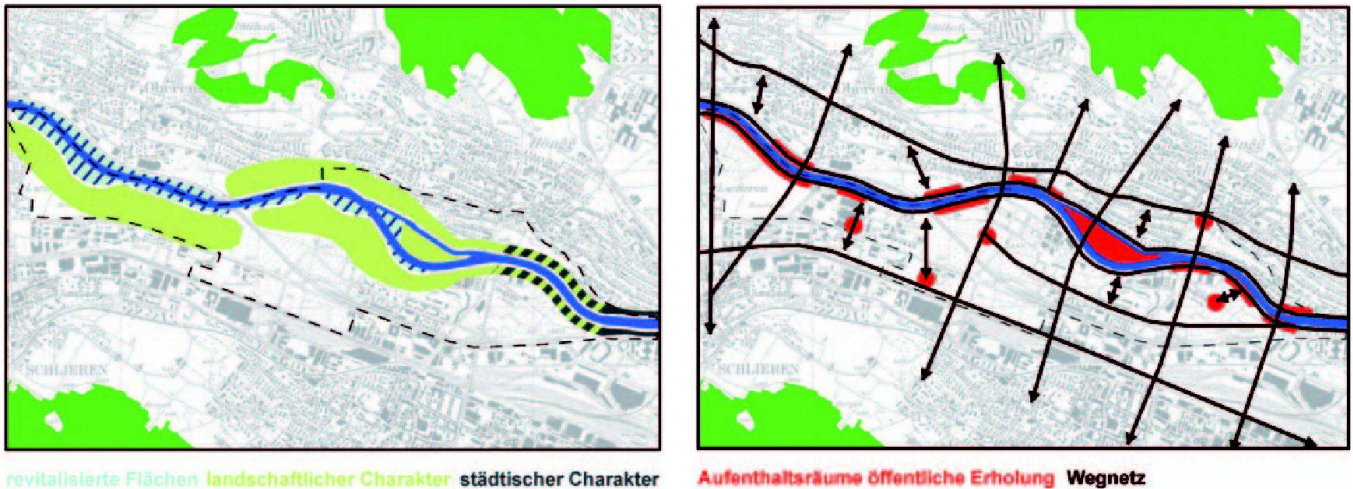 SCHLIEREN
SCHLIEREN
revitalisierte Flächen landschaftlicher Charakter städtischer Charakter
Aufenthaltsräume öffentliche Erholung Wegnetz